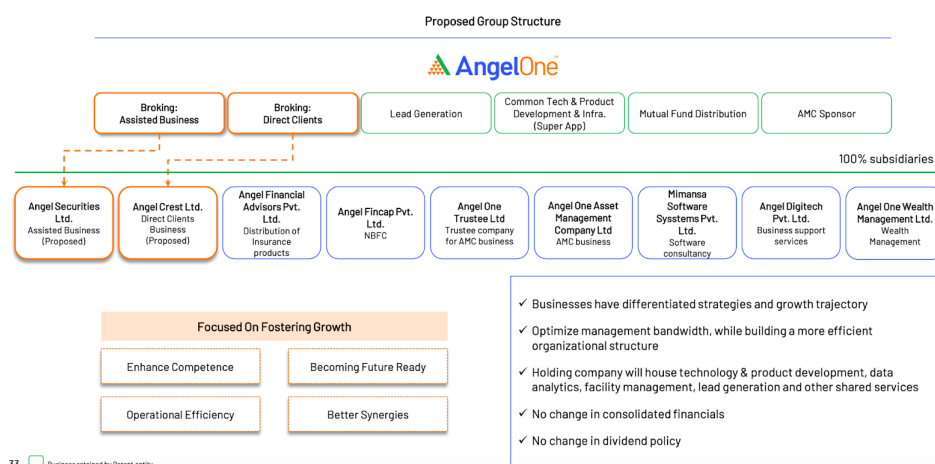 Proposed Group Structure
AngelOne
Broking:
Assisted Business
Broking:
Direct Clients
Lead Generation
Common Tech & Product
Development & Infra.
(Super App)
Mutual Fund Distribution
AMC Sponsor
100% subsidiaries
Angel Securities
Ltd.
Assisted Business
(Proposed)
Angel Crest Ltd.
Direct Clients
Business
(Proposed)
Angel Financial
Advisors Pvt.
Ltd.
Distribution of
Insurance
products
Angel Fincap Pvt.
Ltd.
NBFC
Angel One
Trustee Ltd
Trustee company
for AMC business
Angel One Asset
Management
Company Ltd
AMC business
Mimansa
Software
Sysstems Pvt.
Ltd.
Software
consultancy
Angel Digitech
Pvt. Ltd.
Business support
services
Angel One Wealth
Management Ltd.
Wealth
Management
Focused On Fostering Growth
Enhance Competence
Becoming Future Ready
Operational Efficiency
Better Synergies
✓ Businesses have differentiated strategies and growth trajectory
✓ Optimize management bandwidth, while building a more efficient
organizational structure
✓ Holding company will house technology & product development, data
analytics, facility management, lead generation and other shared services
✓ No change in consolidated financials
✓ No change in dividend policy
33
Business retained by Parent entity